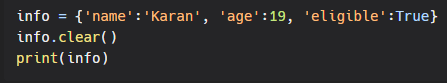 info = {'name':'Karan', 'age':19, 'eligible':True}
info.clear()
print(info)